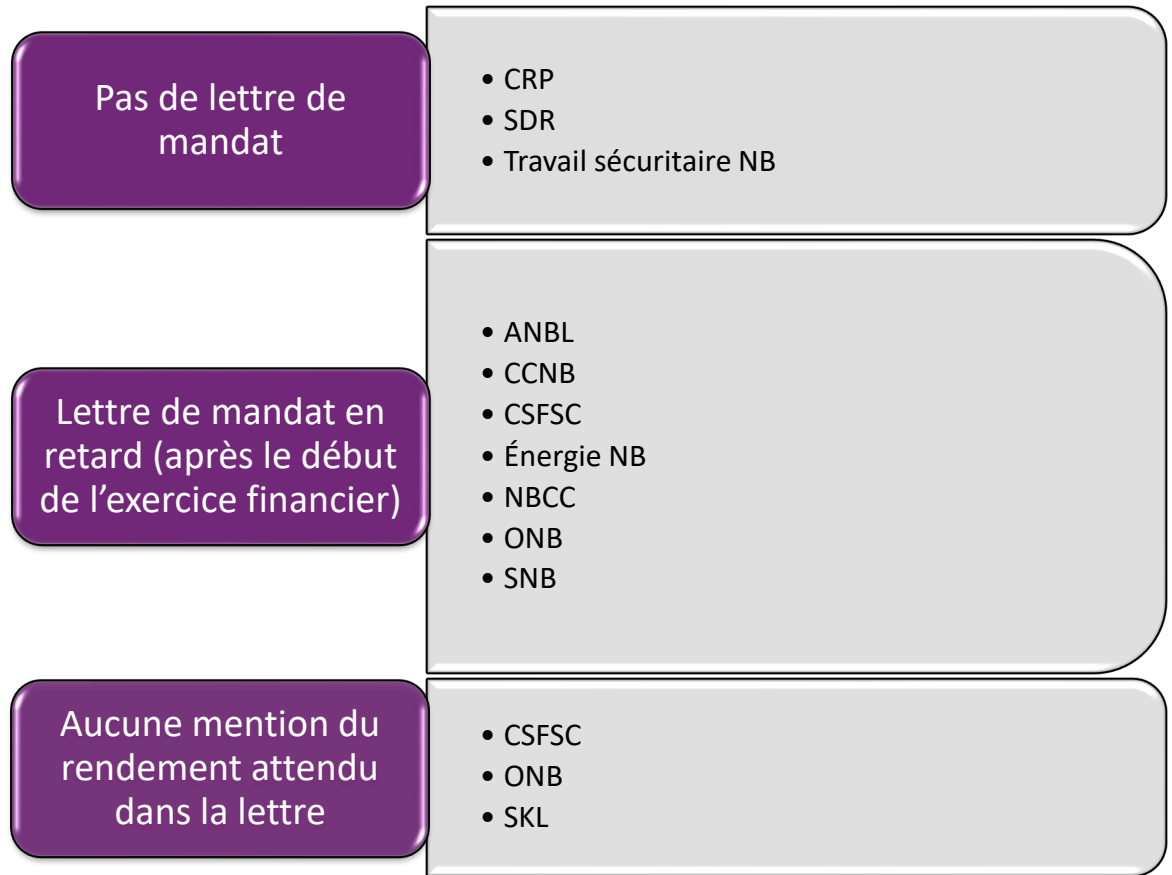 Pas de lettre de
mandat
• CRP
• SDR
• Travail sécuritaire NB
Lettre de mandat en
retard (après le début
de l’exercice financier)
• ANBL
• CCNB
• CSFSC
• Énergie NB
• NBCC
• ONB
• SNB
Aucune mention du
rendement attendu
dans la lettre
• CSFSC
• ONB
• SKL